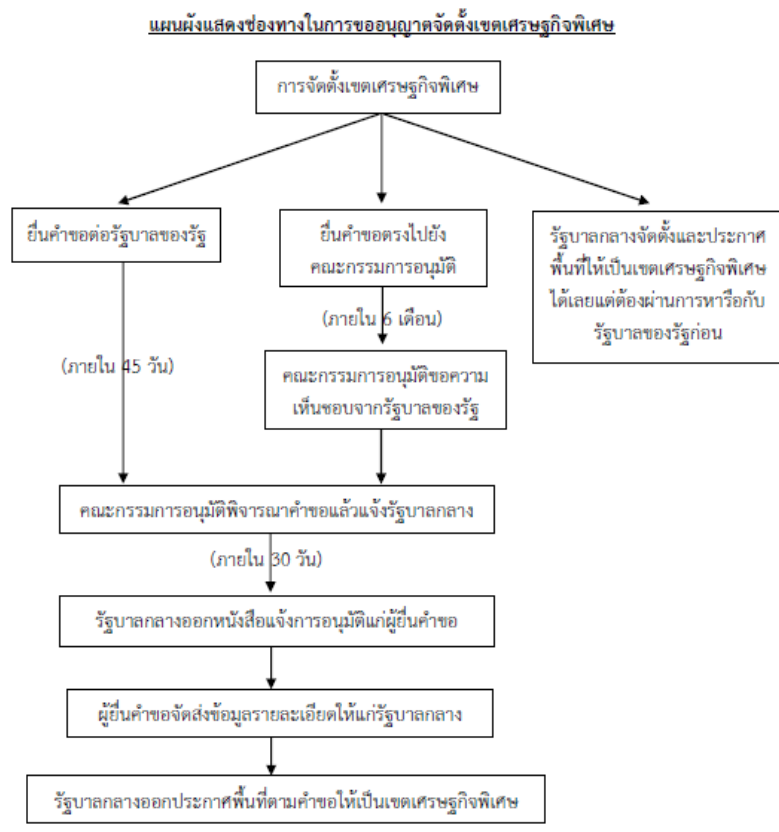 แผนผังแสดงช่องทางในการขออนุญาตจัดตั้งเขตเศรษฐกิจพิเศษ
การจัดตั้งเขตเศรษฐกิจพิเศษ
ยื่นคำขอต่อรัฐบาลของรัฐ
ยื่นคำขอตรงไปยัง
คณะกรรมการอนุมัติ
รัฐบาลกลางจัดตั้งและประกาศ
พื้นที่ให้เป็นเขตเศรษฐกิจพิเศษ
ได้เลยแต่ต้องผ่านการหารือกับ
รัฐบาลของรัฐก่อน
(ภายใน 6 เดือน)
(ภายใน 45 วัน)
คณะกรรมการอนุมัติขอความ
เห็นชอบจากรัฐบาลของรัฐ
คณะกรรมการอนุมัติพิจารณาคำขอแล้วแจ้งรัฐบาลกลาง
(ภายใน 30 วัน)
รัฐบาลกลางออกหนังสือแจ้งการอนุมัติแก่ผู้ยื่นคำขอ
ผู้ยื่นคำขอจัดส่งข้อมูลรายละเอียดให้แก่รัฐบาลกลาง
รัฐบาลกลางออกประกาศพื้นที่ตามคำขอให้เป็นเขตเศรษฐกิจพิเศษ